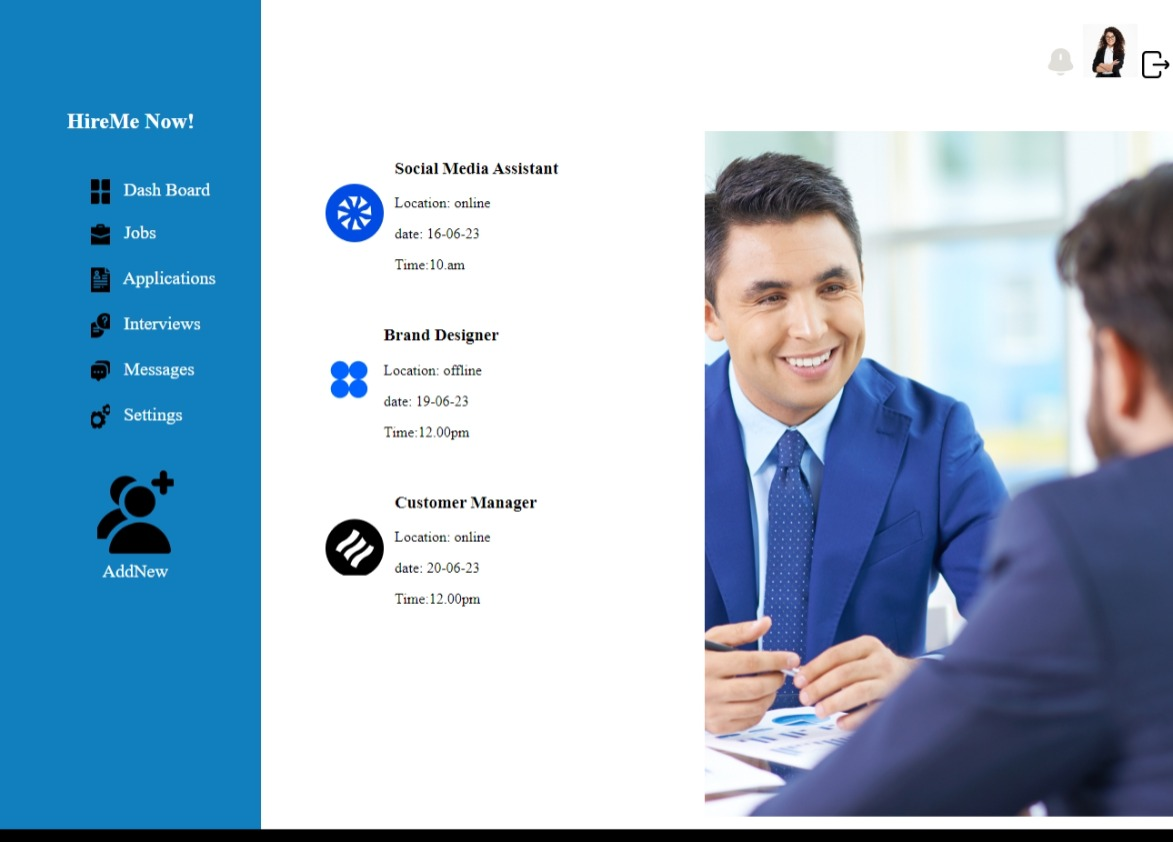 HireMe Now!
Dash Board
Jobs
Applications
Interviews
Messages
Settings
AddNew
Social Media Assistant
Location: online
date: 16-06-23
Time:10.am
Brand Designer
Location: offline
date: 19-06-23
Time:12.00pm
Customer Manager
Location: online
date: 20-06-23
Time:12.00pm